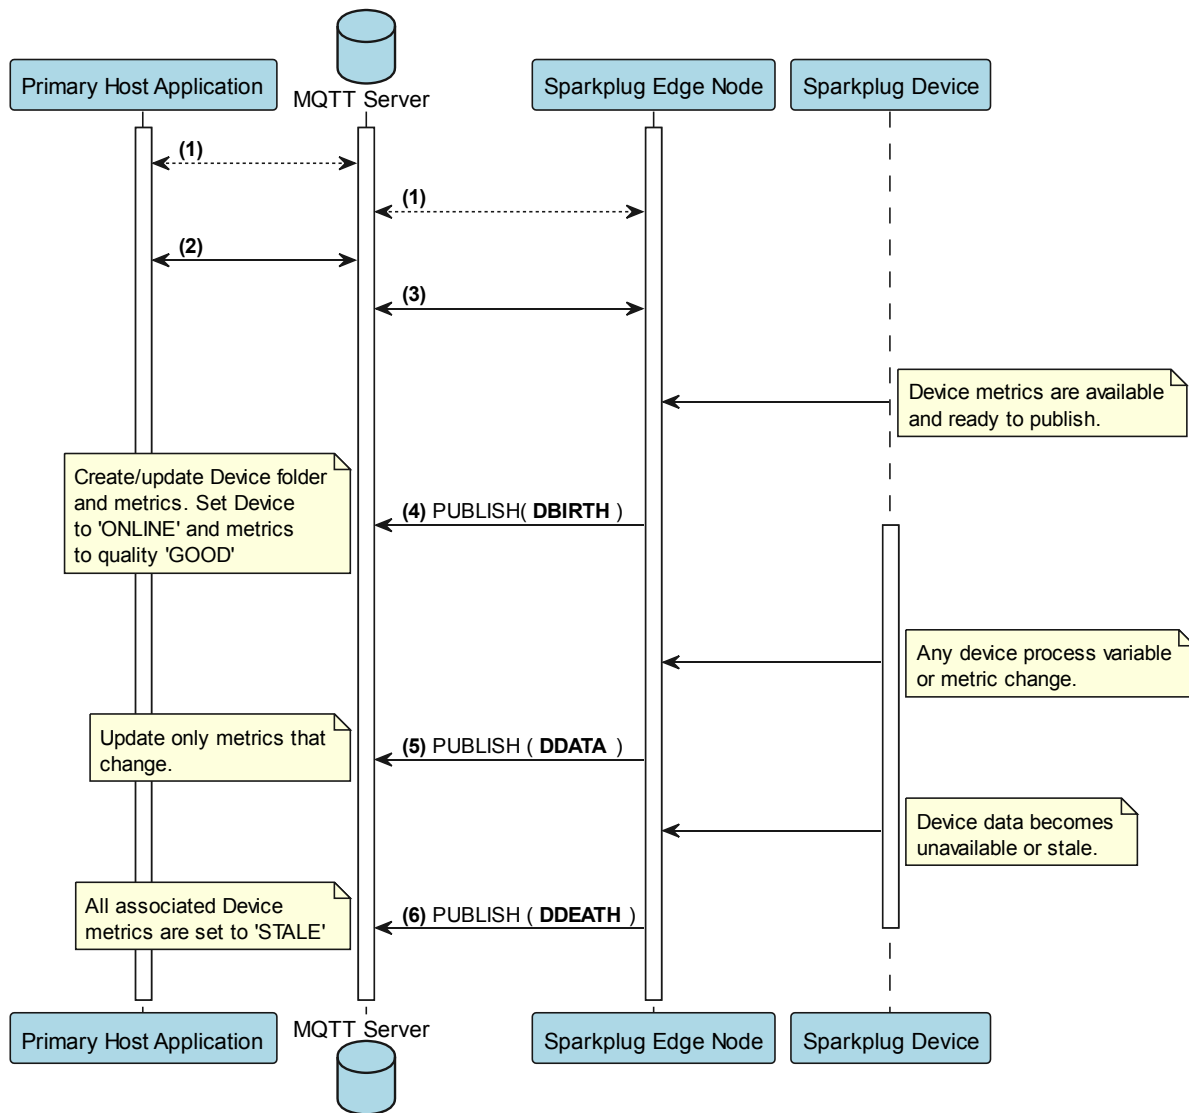 Primary Host Application
MQTT Server
Sparkplug Edge Node
Sparkplug Device
(1)
(1)
(2)
(3)
Device metrics are available
and ready to publish.
Create/update Device folder
and metrics. Set Device
to 'ONLINE' and metrics
to quality 'GOOD'
(4) PUBLISH( DBIRTH )
Any device process variable
or metric change.
Update only metrics that
change.
(5) PUBLISH ( DDATA )
Device data becomes
unavailable or stale.
All associated Device
metrics are set to 'STALE'
(6) PUBLISH ( DDEATH )
Primary Host Application
MQTT Server
Sparkplug Edge Node
Sparkplug Device